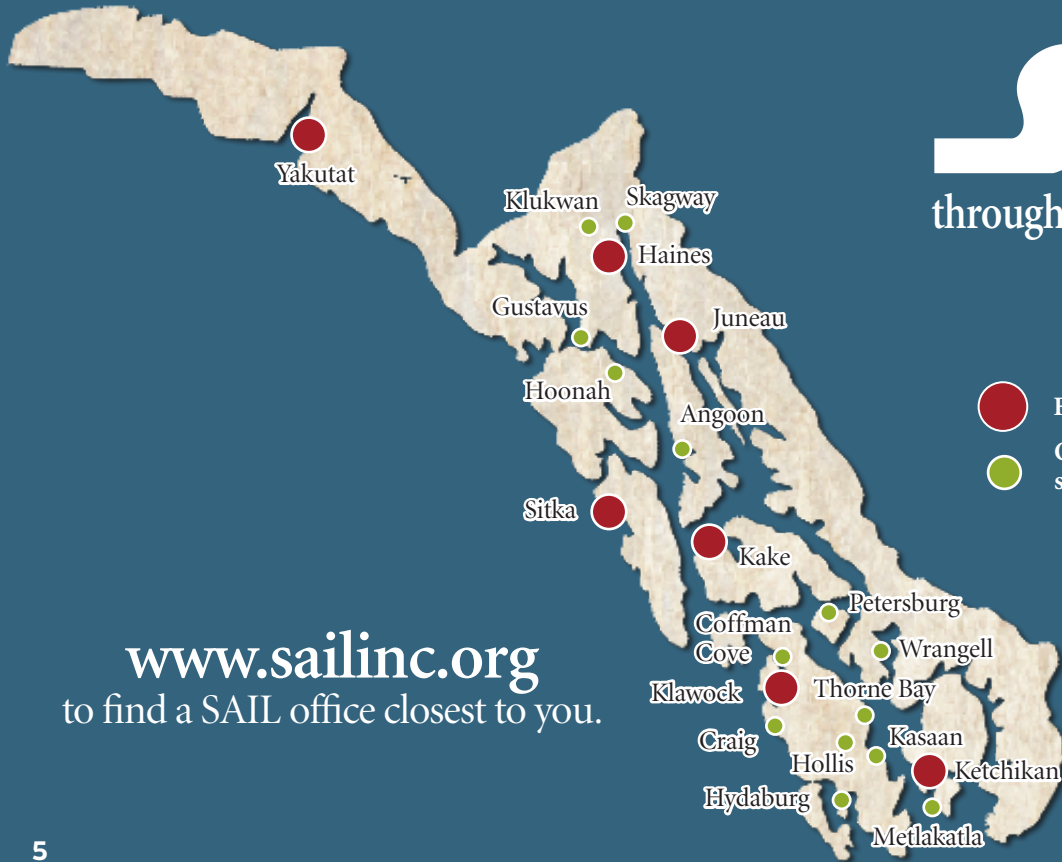 through
Yakutat
Klukwan
Skagway
Haines
Gustavus
Juneau
Hoonah
Angoon
Sitka
Kake
Petersburg
Coffman
Cove
Wrangell
Klawock
Thorne Bay
Craig
Kasaan
Hollis
Ketchikan
Hydaburg
Metlakatla
www.sailinc.org
to find a SAIL office closest to you.
5